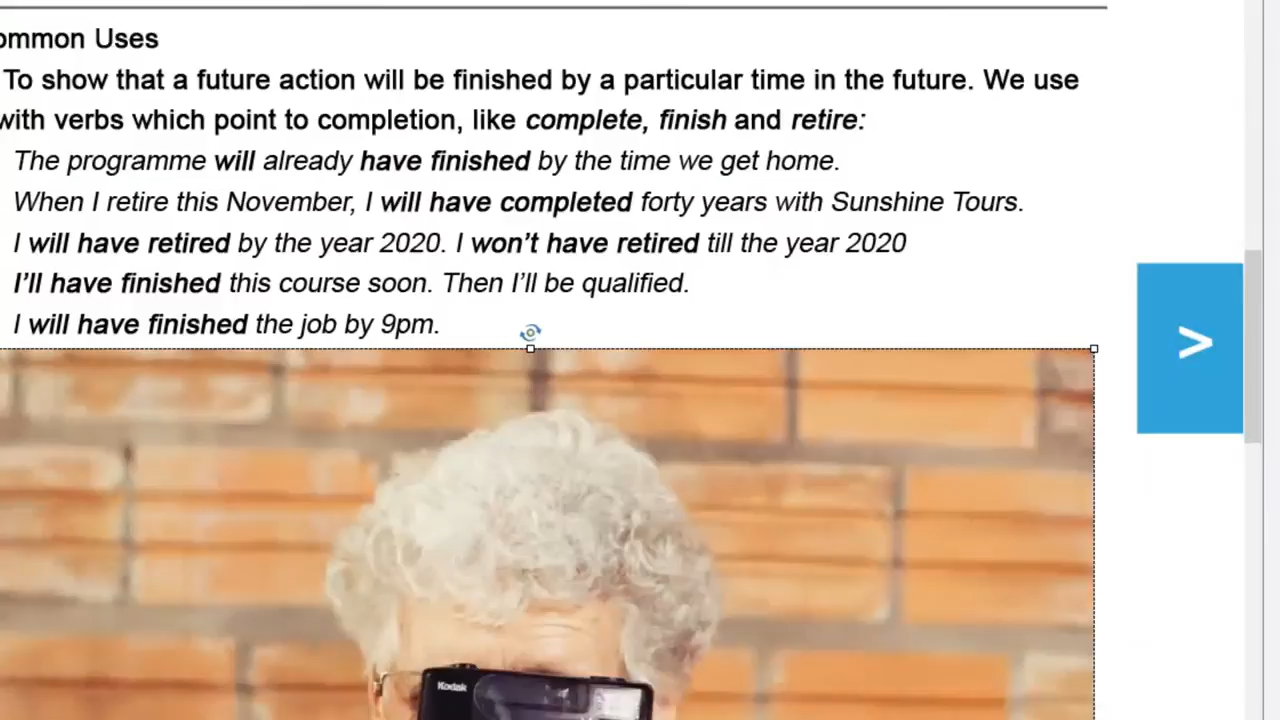 ommon Uses
To show that a future action will be finished by a particular time in the future. We use
with verbs which point to completion, like complete, finish and retire:
The programme will already have finished by the time we get home.
When I retire this November, I will have completed forty years with Sunshine Tours.
I will have retired by the year 2020. I won't have retired till the year 2020
I'll have finished this course soon. Then I'll be qualified.
I will have finished the job by 9pm.
>
Kodak